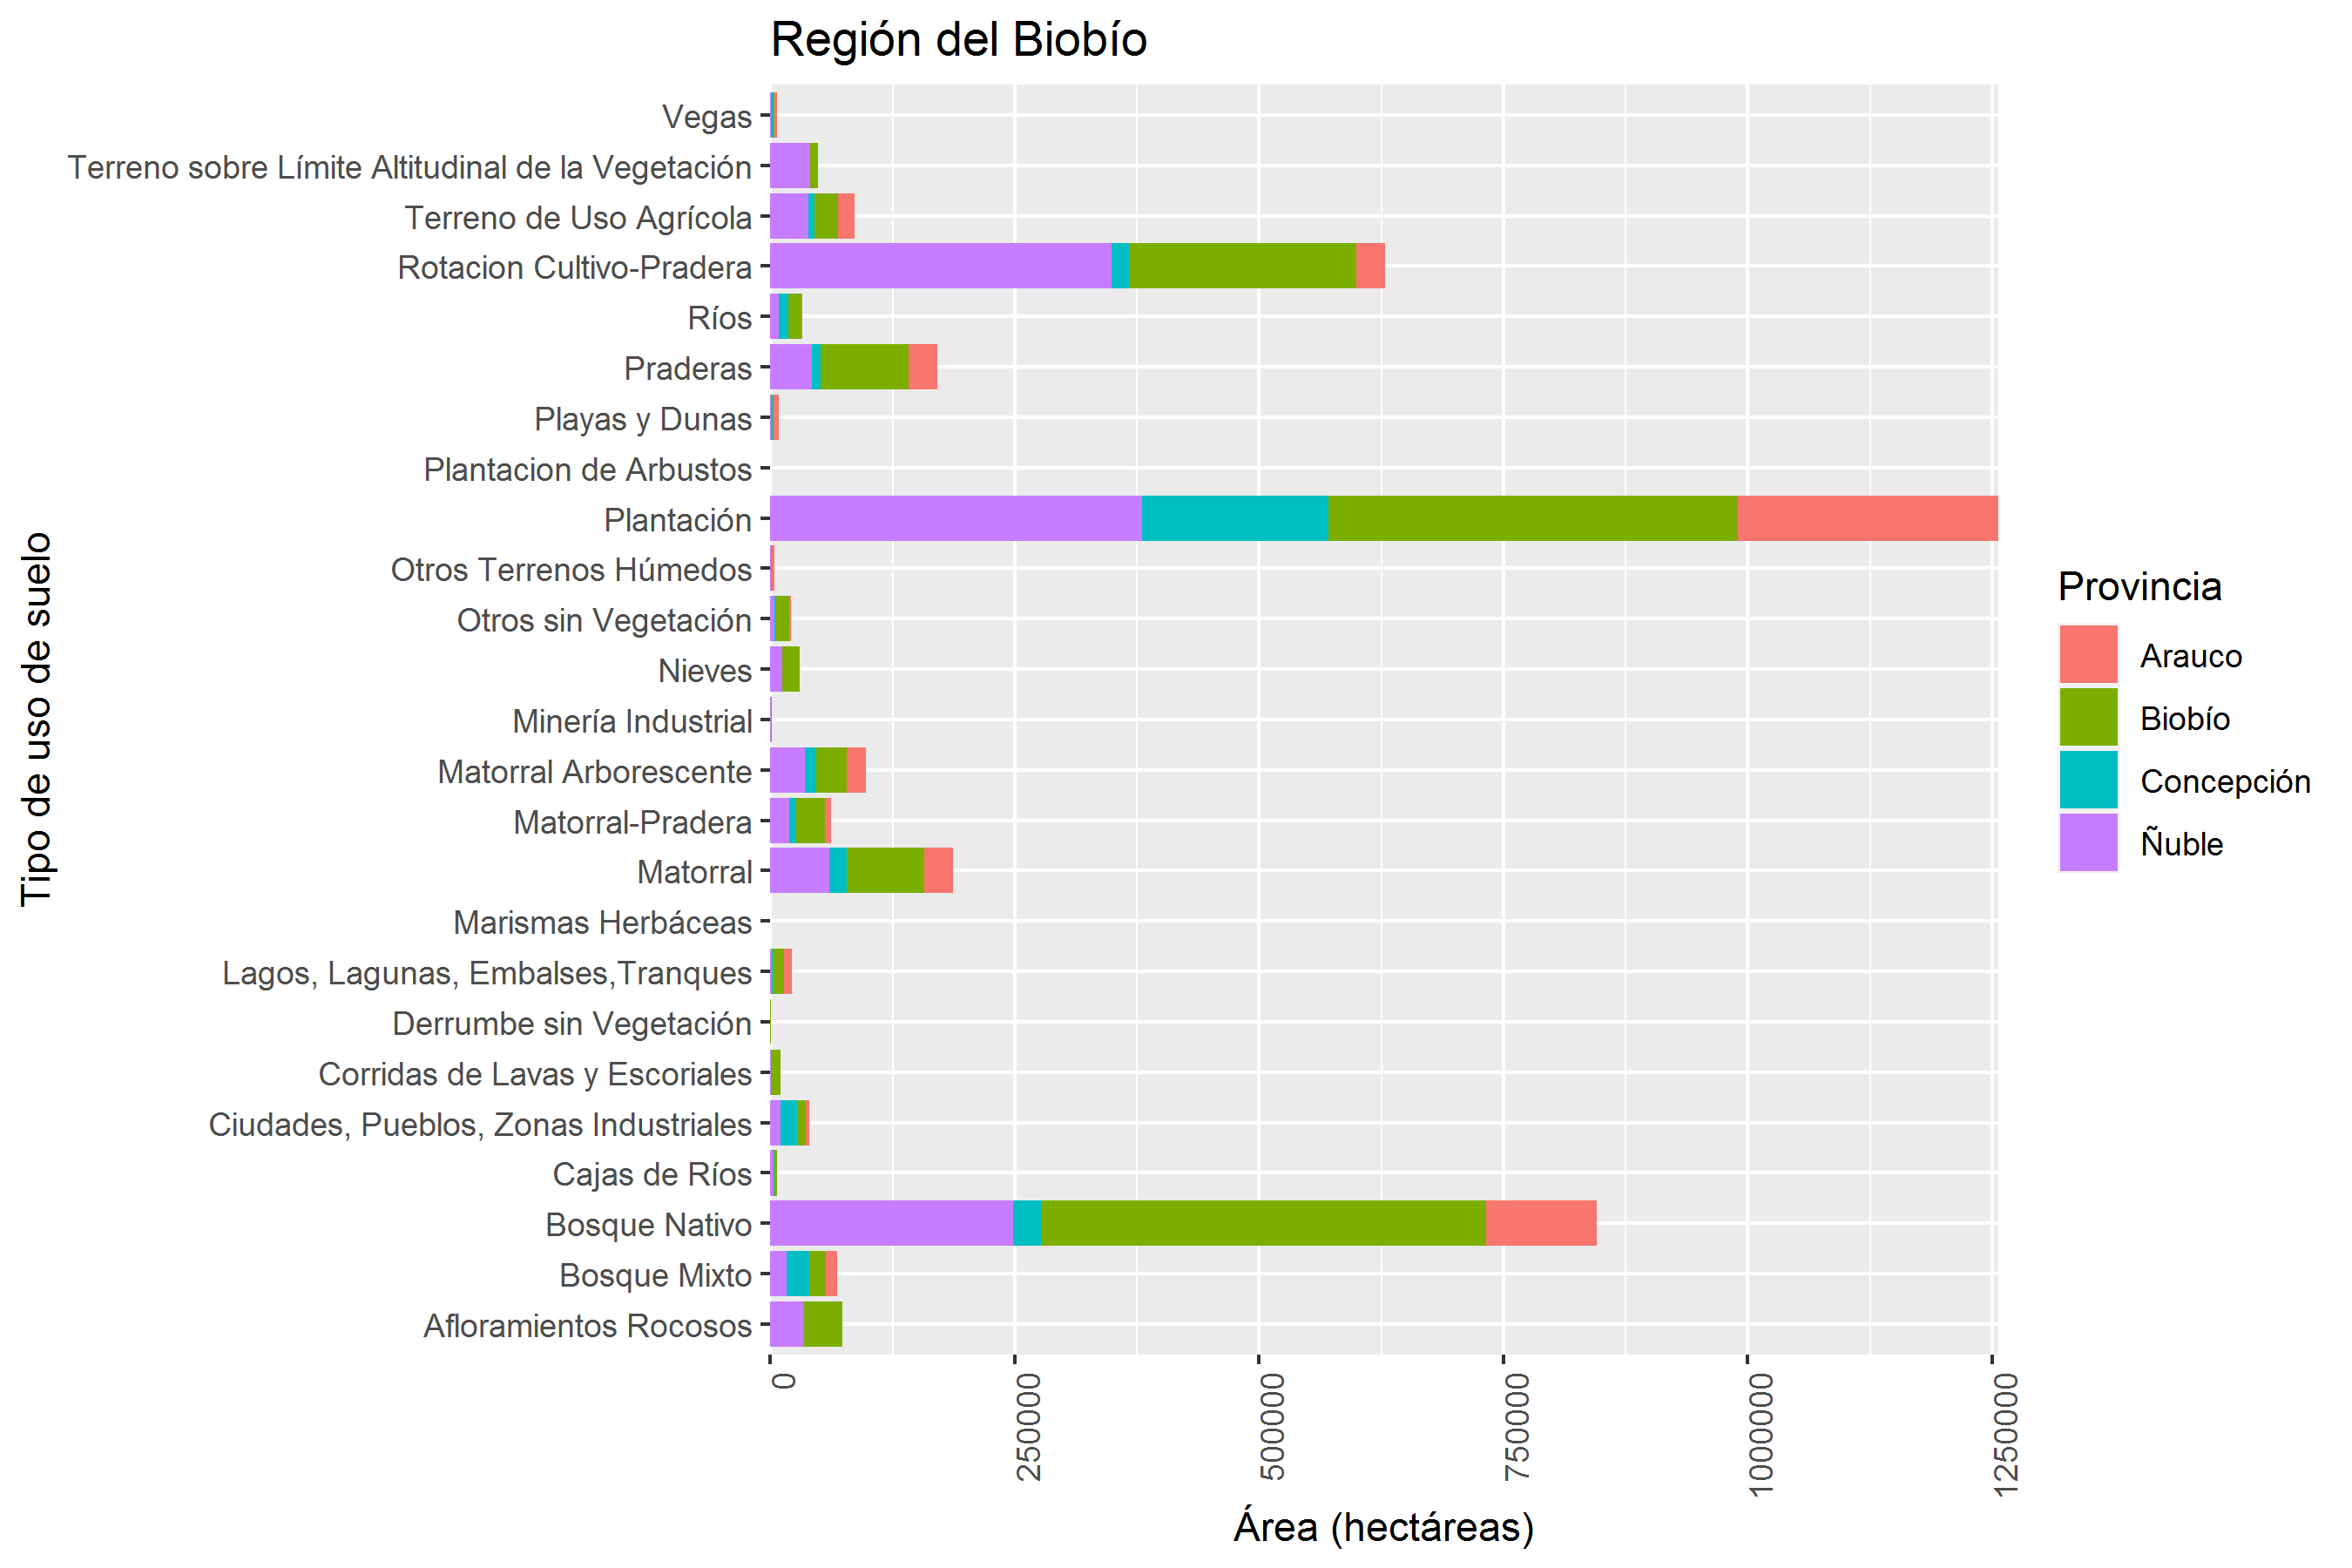 Región del Biobío
Tipo de uso de suelo
Vegas
Terreno sobre Límite Altitudinal de la Vegetación
Terreno de Uso Agrícola
Rotacion Cultivo-Pradera
Ríos
Praderas
Playas y Dunas
Plantacion de Arbustos
Plantación
Otros Terrenos Húmedos
Otros sin Vegetación
Nieves
Minería Industrial
Matorral Arborescente
Matorral-Pradera
Matorral
Marismas Herbáceas
Lagos, Lagunas, Embalses,Tranques
Derrumbe sin Vegetación
Corridas de Lavas y Escoriales
Ciudades, Pueblos, Zonas Industriales
Cajas de Ríos
Bosque Nativo
Bosque Mixto
Afloramientos Rocosos
0
250000
500000
750000
1000000
1250000
Área (hectáreas)
Provincia
Arauco
Biobío
Concepción
Ñuble